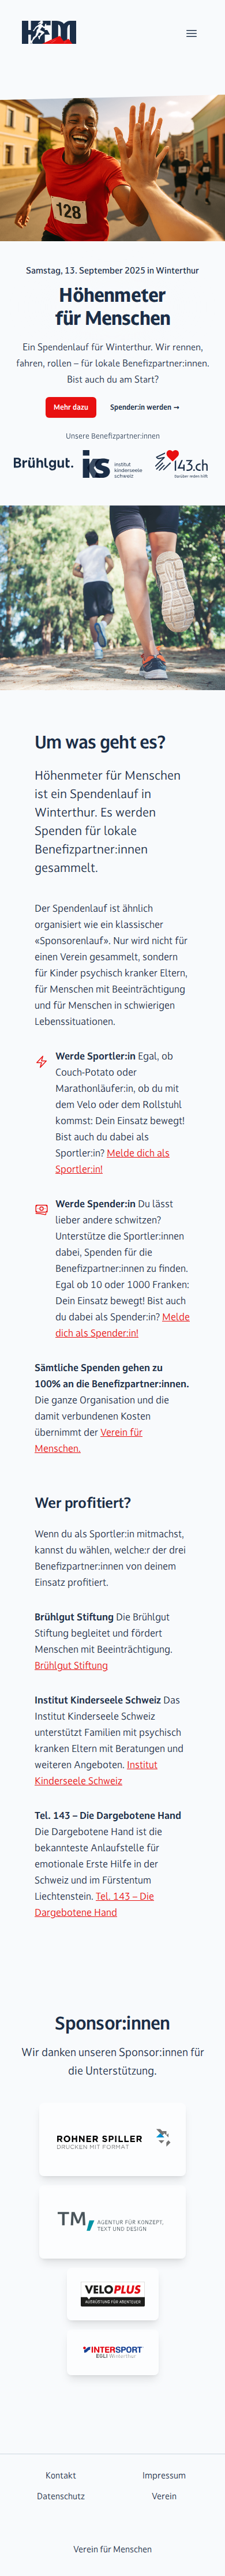 HFM
128
Samstag, 13. September 2025 in Winterthur
Höhenmeter
für Menschen
Ein Spendenlauf für Winterthur. Wir rennen,
fahren, rollen – für lokale Benefizpartner:innen.
Bist auch du am Start?
Mehr dazu
Spender:in werden →
Unsere Benefizpartner:innen
Brühlgut.
iks institut
kinderseele
schweiz
143.ch
Um was geht es?
Höhenmeter für Menschen
ist ein Spendenlauf in
Winterthur. Es werden
Spenden für lokale
Benefizpartner:innen
gesammelt.
Der Spendenlauf ist ähnlich
organisiert wie ein klassischer
«Sponsorenlauf». Nur wird nicht für
einen Verein gesammelt, sondern
für Kinder psychisch kranker Eltern,
für Menschen mit Beeinträchtigung
und für Menschen in schwierigen
Lebenssituationen.
Werde Sportler:in Egal, ob
Couch-Potato oder
Marathonläufer:in, ob du mit
dem Velo oder dem Rollstuhl
kommst: Dein Einsatz bewegt!
Bist auch du dabei als
Sportler:in? Melde dich als
Sportler:in!
Werde Spender:in Du lässt
lieber andere schwitzen?
Unterstütze die Sportler:innen
dabei, Spenden für die
Benefizpartner:innen zu finden.
Egal ob 10 oder 1000 Franken:
Dein Einsatz bewegt! Bist auch
du dabei als Spender:in? Melde
dich als Spender:in!
Sämtliche Spenden gehen zu
100% an die Benefizpartner:innen.
Die ganze Organisation und die
damit verbundenen Kosten
übernimmt der Verein für
Menschen.
Wer profitiert?
Wenn du als Sportler:in mitmachst,
kannst du wählen, welche:r der drei
Benefizpartner:innen von deinem
Einsatz profitiert.
Brühlgut Stiftung Die Brühlgut
Stiftung begleitet und fördert
Menschen mit Beeinträchtigung.
Brühlgut Stiftung
Institut Kinderseele Schweiz Das
Institut Kinderseele Schweiz
unterstützt Familien mit psychisch
kranken Eltern mit Beratungen und
weiteren Angeboten. Institut
Kinderseele Schweiz
Tel. 143 – Die Dargebotene Hand
Die Dargebotene Hand ist die
bekannteste Anlaufstelle für
emotionale Erste Hilfe in der
Schweiz und im Fürstentum
Liechtenstein. Tel. 143 – Die
Dargebotene Hand
Sponsor:innen
Wir danken unseren Sponsor:innen für
die Unterstützung.
ROHNER SPILLER
DRUCKEN MIT FORMAT
TM/ AGENTUR FÜR KONZEPT,
TEXT UND DESIGN
VELOPLUS
AUSRÜSTUNG FÜR ABENTEUER
INTERSPORT
EGLI Winterthur
Kontakt
Impressum
Datenschutz
Verein
Verein für Menschen